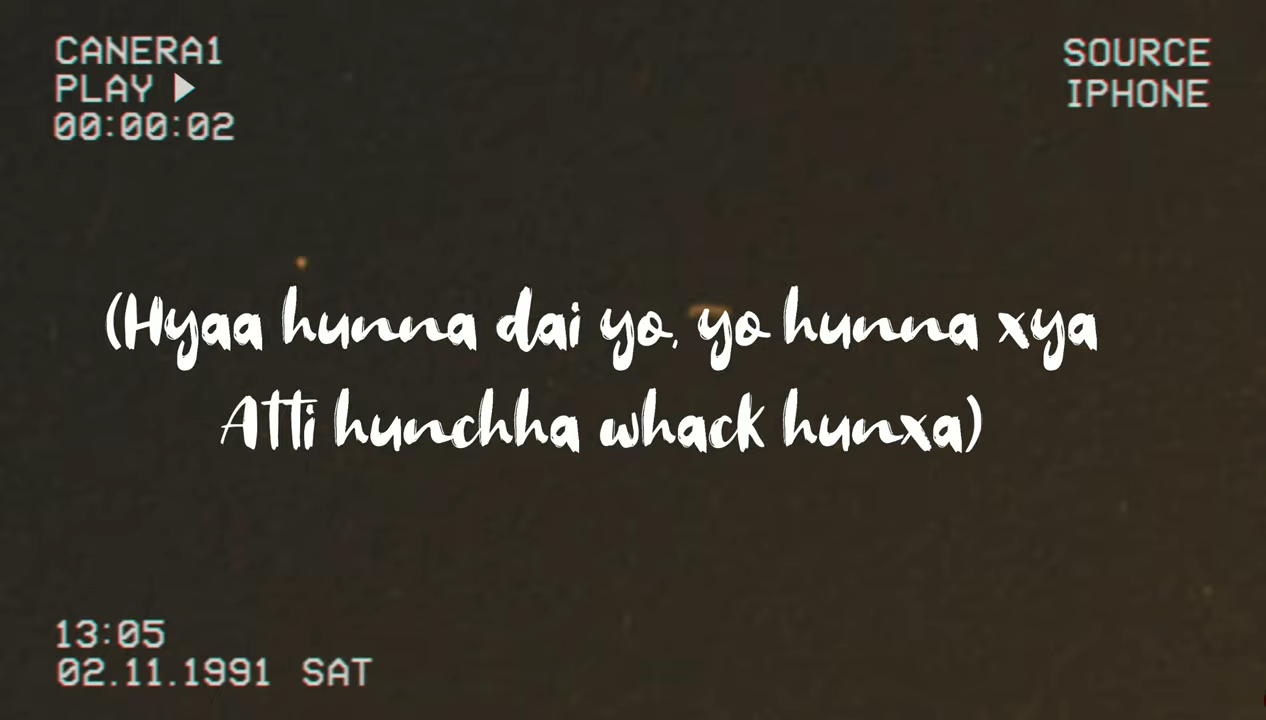 CANERA1
PLAY ▶
00:00:02
SOURCE
IPHONE
(Hyaa hunna dai yo, yo hunna xya
Atti hunchha whack hunxa)
13:05
02.11.1991 SAT